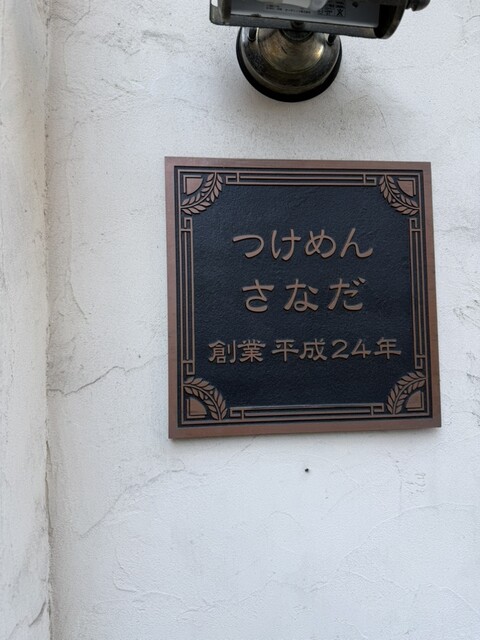 つけめん
さなだ
創業 平成24年